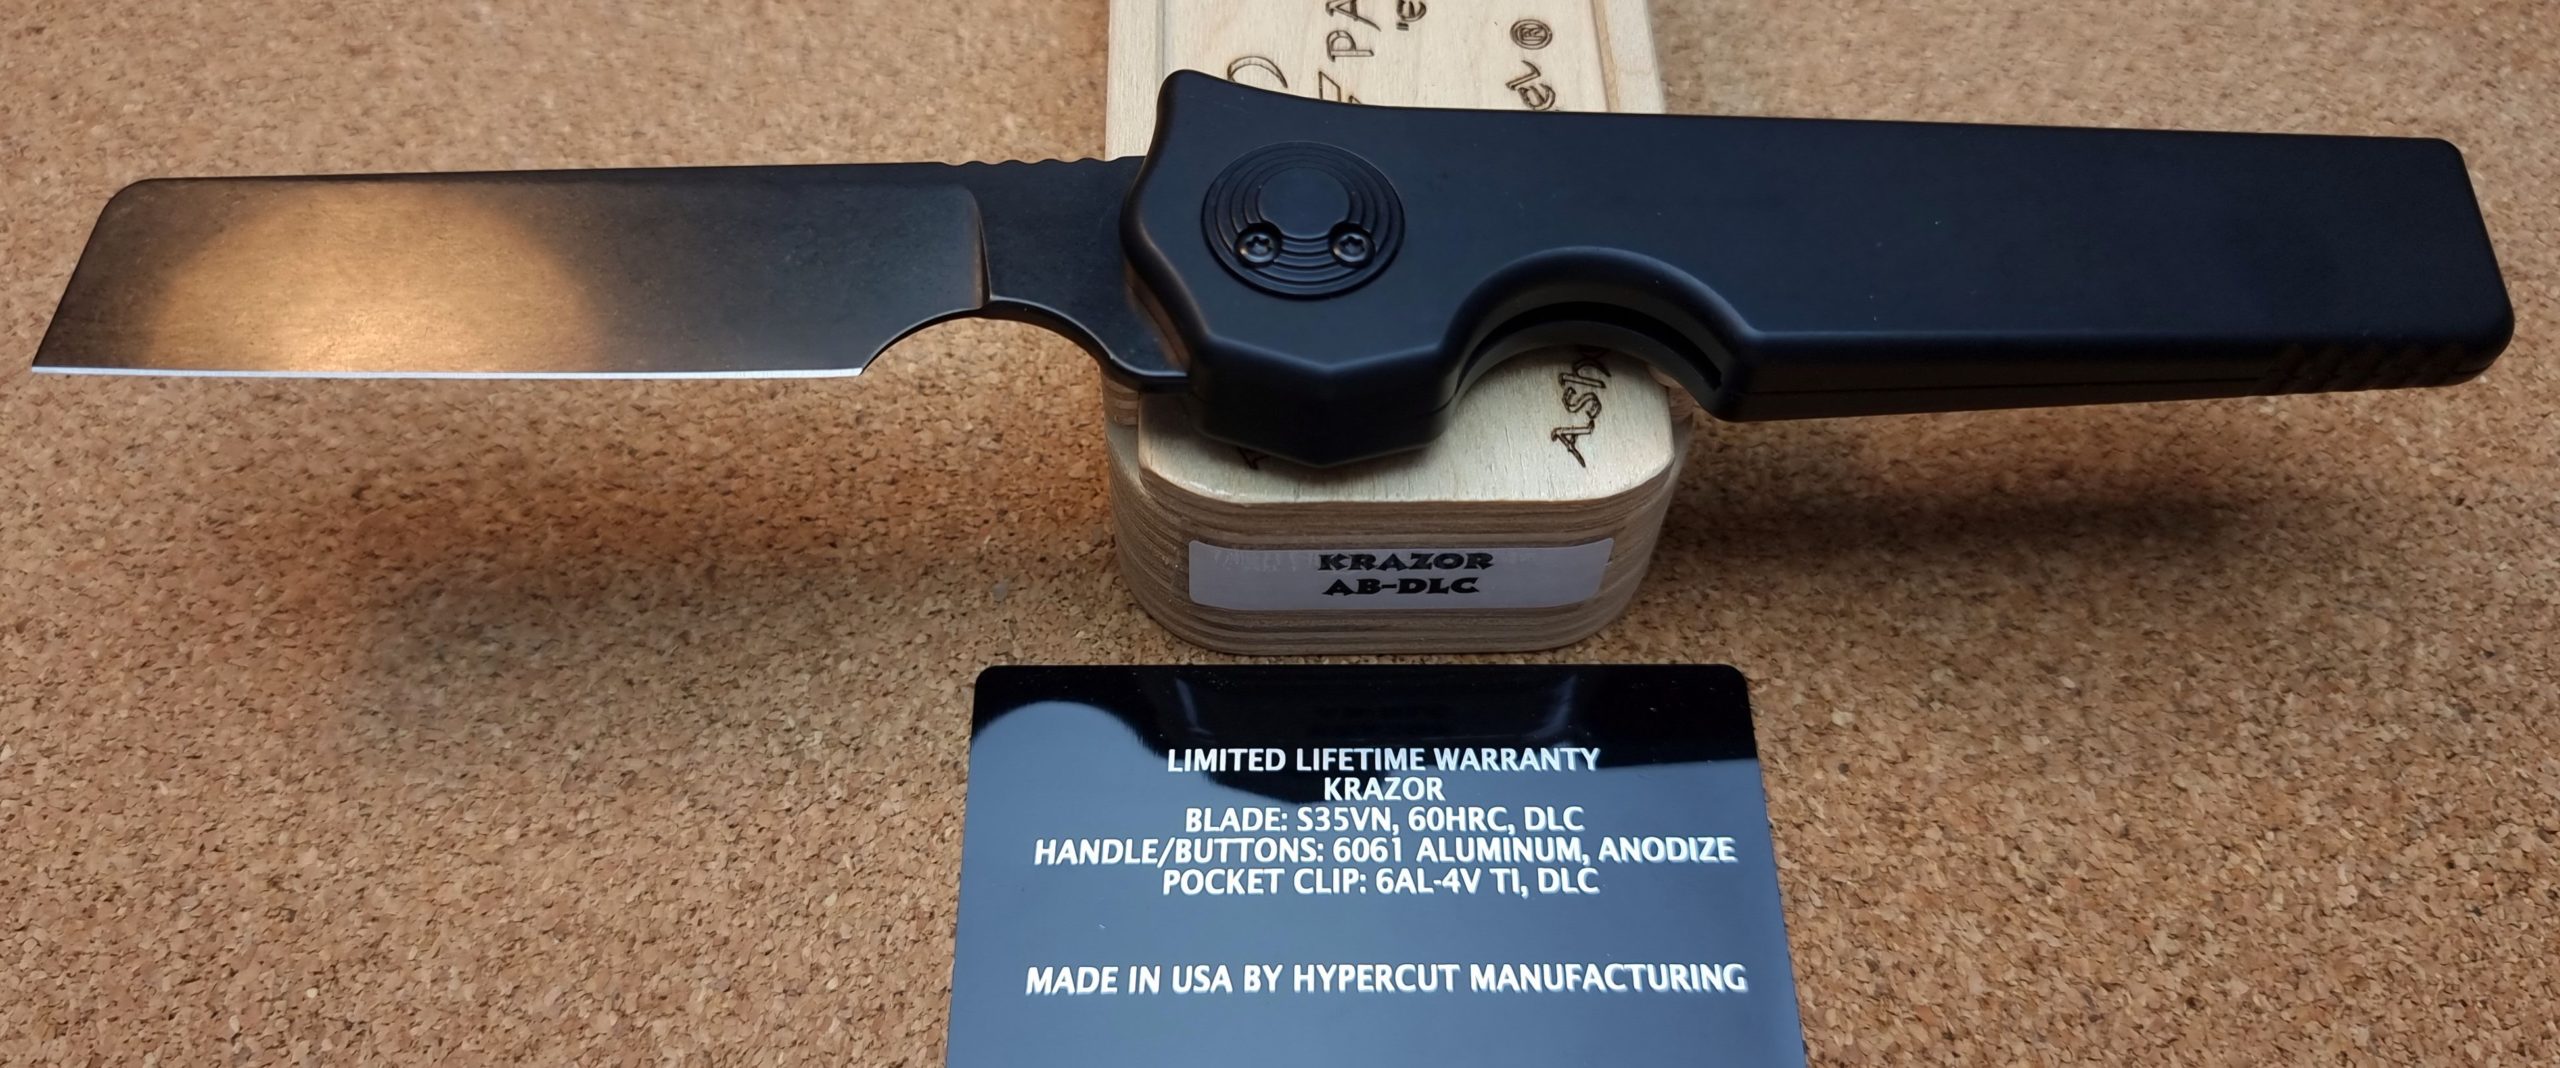 KRAZOR
AB-DLC
LIMITED LIFETIME WARRANTY
KRAZOR
BLADE: S35VN, 60HRC, DLC
HANDLE/BUTTONS: 6061 ALUMINUM, ANODIZE
POCKET CLIP: 6AL-4V TI, DLC
MADE IN USA BY HYPERCUT MANUFACTURING